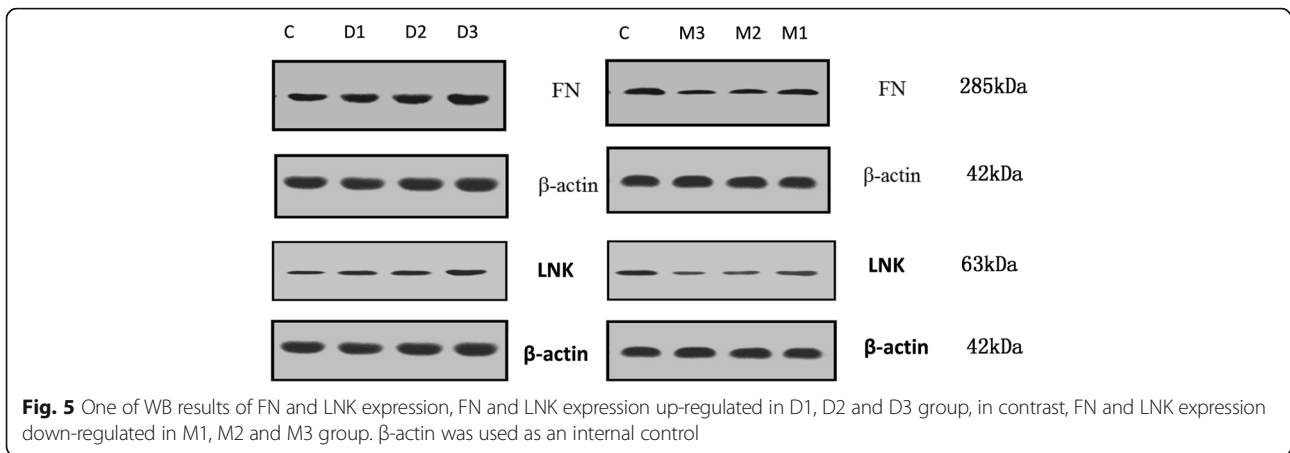 C D1 D2 D3 C M3 M2 M1
FN FN 285kDa
β-actin β-actin 42kDa
LNK LNK 63kDa
β-actin β-actin 42kDa
Fig. 5 One of WB results of FN and LNK expression, FN and LNK expression up-regulated in D1, D2 and D3 group, in contrast, FN and LNK expression
down-regulated in M1, M2 and M3 group. β-actin was used as an internal control